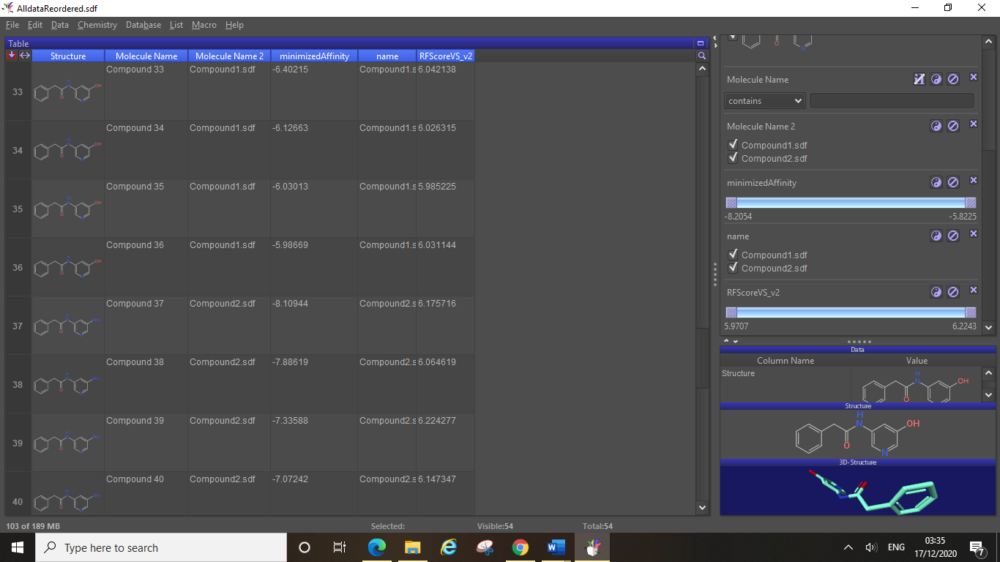 AlldataReordered.sdf
File Edit Data Chemistry Database List Macro Help
Table
Structure Molecule Name Molecule Name 2 minimizedAffinity name RFScoreVS_v2
33 Compound 33 Compound1.sdf -6.40215 Compound1.s 6.042138
34 Compound 34 Compound1.sdf -6.12663 Compound1.s 6.026315
35 Compound 35 Compound1.sdf -6.03013 Compound1.s 5.985225
36 Compound 36 Compound1.sdf -5.98669 Compound1.s 6.031144
37 Compound 37 Compound2.sdf -8.10944 Compound2.s 6.175716
38 Compound 38 Compound2.sdf -7.88619 Compound2.s 6.064619
39 Compound 39 Compound2.sdf -7.33588 Compound2.s 6.224277
40 Compound 40 Compound2.sdf -7.07242 Compound2.s 6.147347
Molecule Name
contains
Molecule Name 2
Compound1.sdf
Compound2.sdf
minimizedAffinity
-8.2054 -5.8225
name
Compound1.sdf
Compound2.sdf
RFScoreVS_v2
5.9707 6.2243
Data
Column Name Value
Structure
H
N
OH
O
Structure
H
N
OH
O
N
3D-Structure
103 of 189 MB Selected: Visible:54 Total:54
Type here to search
ENG
03:35
17/12/2020
7